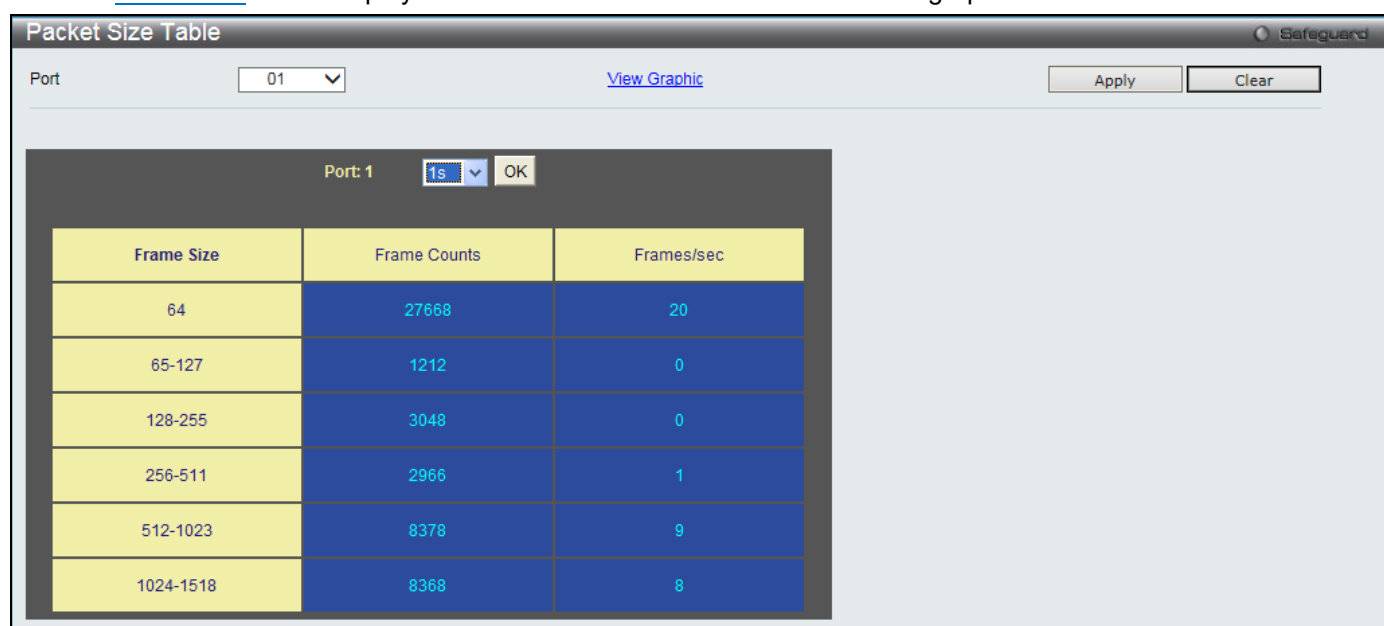 Packet Size Table Safeguard
Port 01 View Graphic Apply Clear
Port: 1 1s OK
Frame Size Frame Counts Frames/sec
64 27668 20
65-127 1212 0
128-255 3048 0
256-511 2966 1
512-1023 8378 9
1024-1518 8368 8